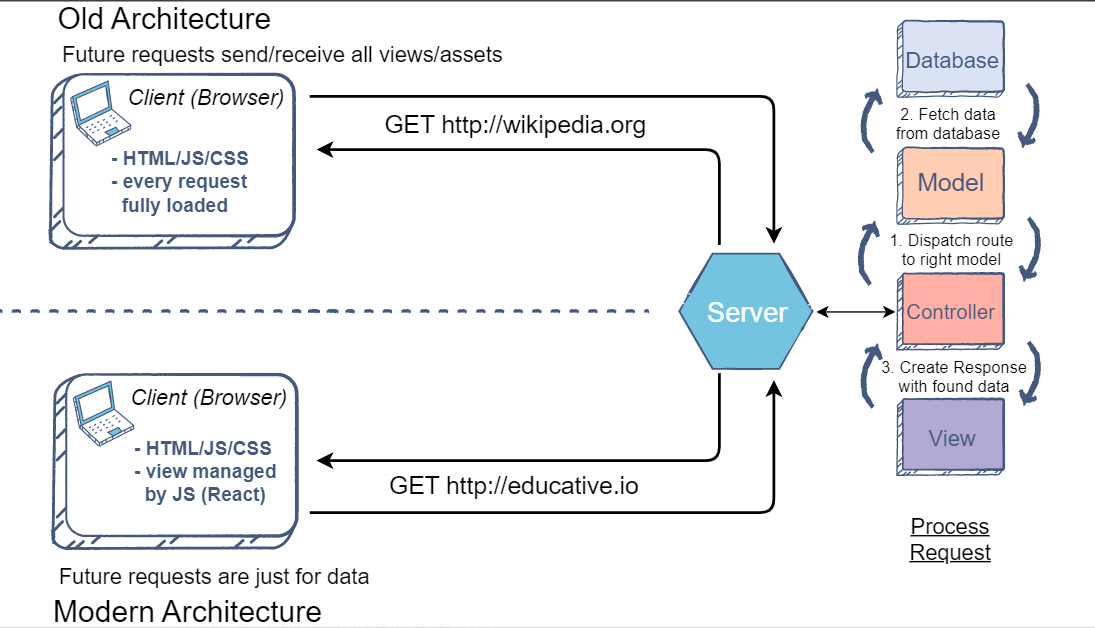 Old Architecture
Future requests send/receive all views/assets
Client (Browser)
- HTML/JS/CSS
- every request
fully loaded
GET http://wikipedia.org
Server
Client (Browser)
- HTML/JS/CSS
- view managed
by JS (React)
GET http://educative.io
Future requests are just for data
Modern Architecture
Database
2. Fetch data
from database
Model
1. Dispatch route
to right model
Controller
3. Create Response
with found data
View
Process
Request